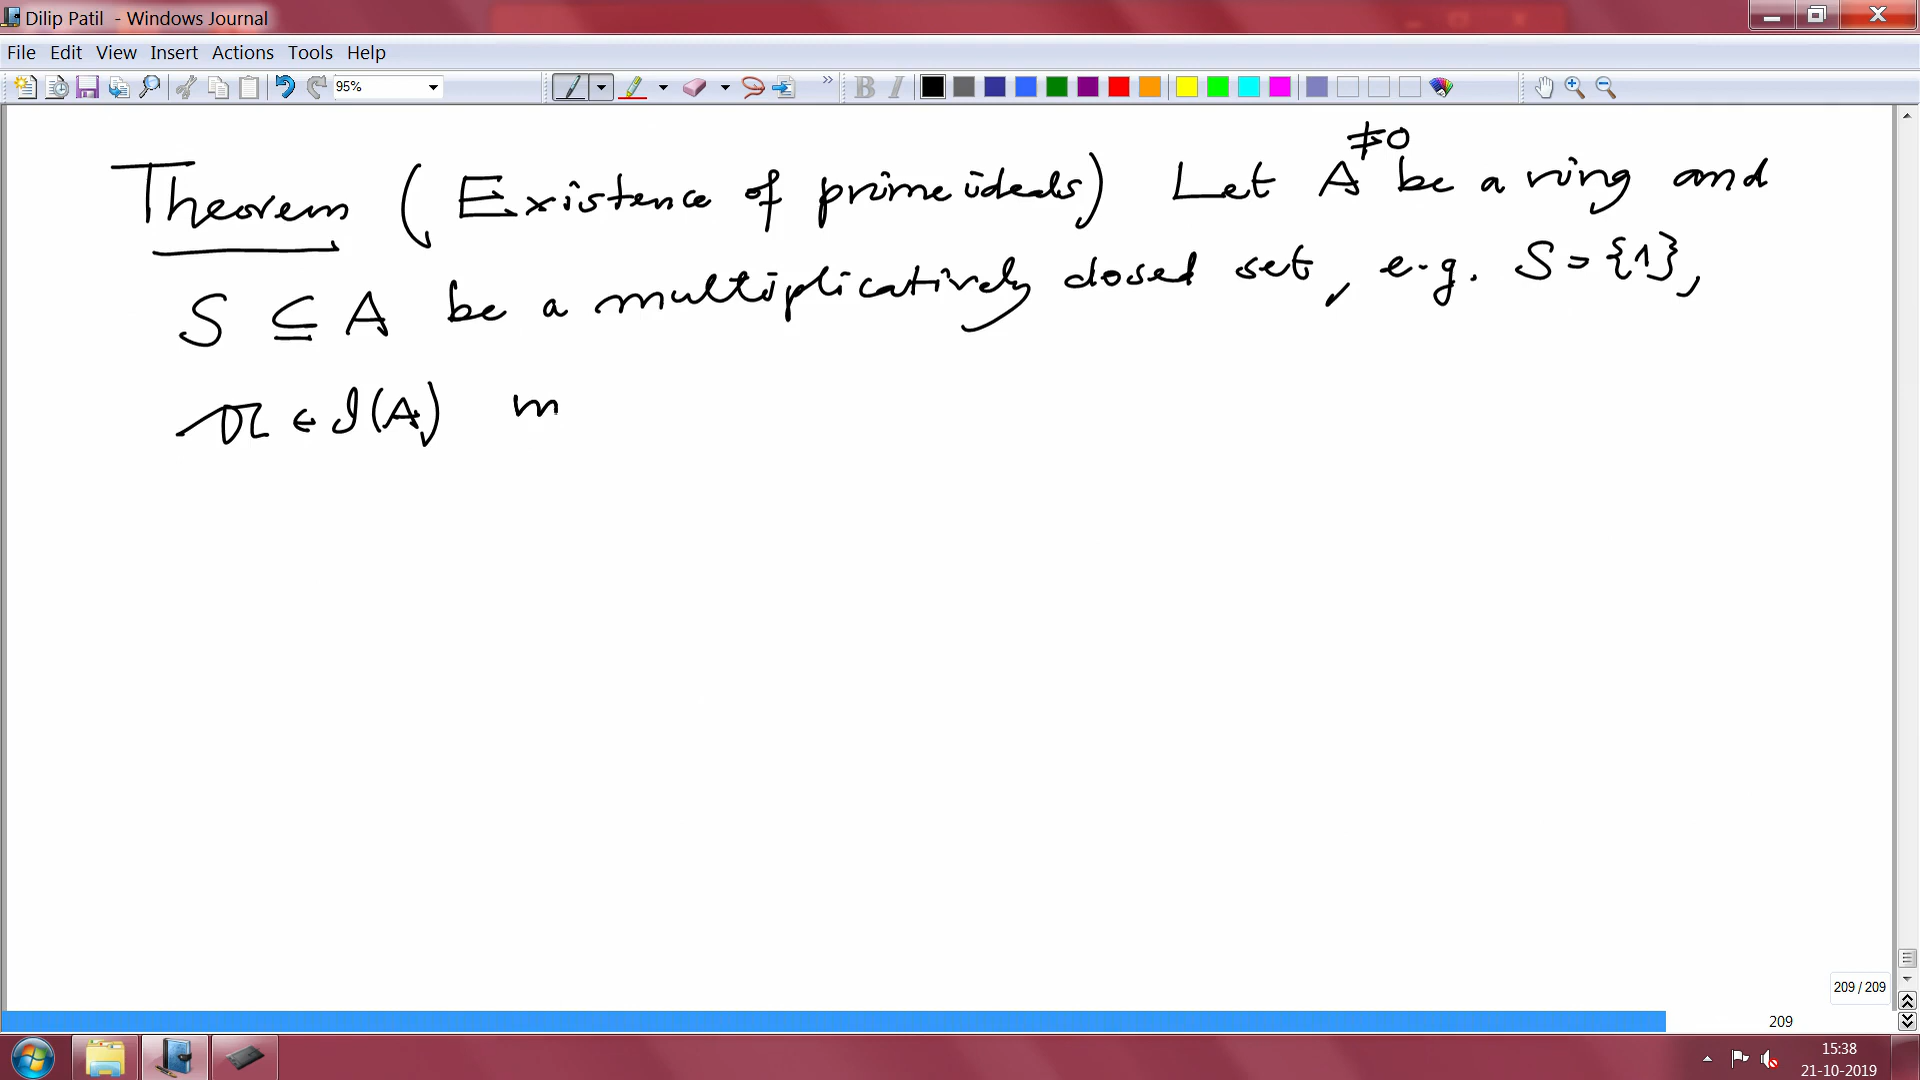 Dilip Patil - Windows Journal
File Edit View Insert Actions Tools Help
95%
≠0
Theorem (Existence of prime ideals) Let A be a ring and
S ⊆ A be a multiplicatively closed set, e.g. S = {1},
𝔞 ∈ 𝓘(A) m
209 / 209
209
15:38
21-10-2019